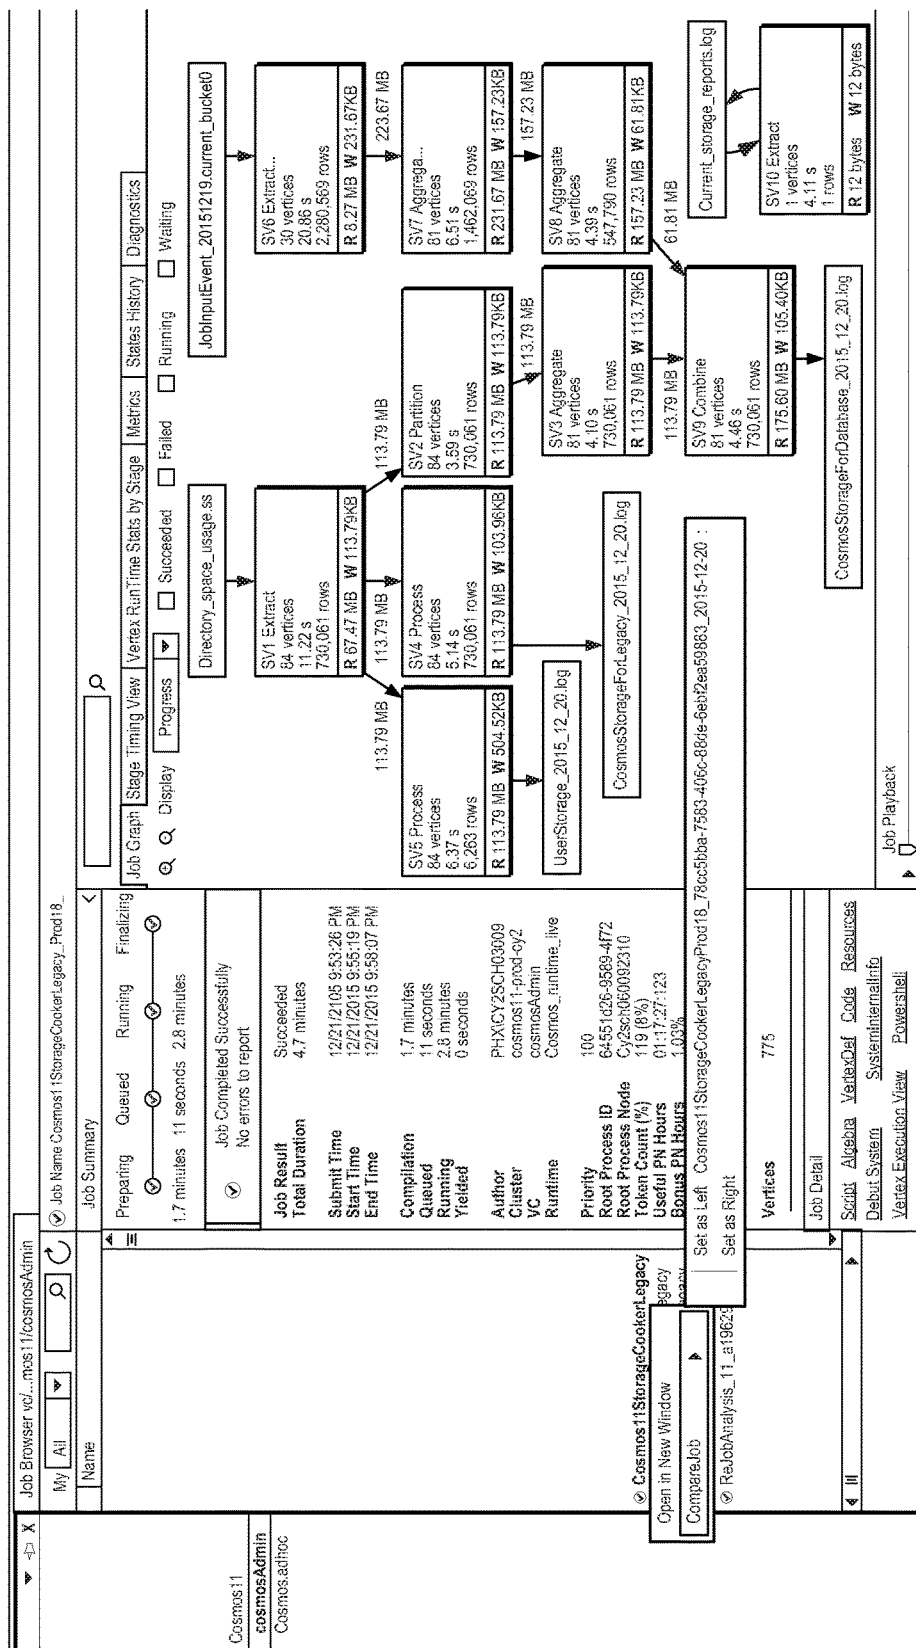 Job Browser vc/...mos11/cosmosAdmin
X
Cosmos11
cosmosAdmin
Cosmos.adhoc
My All
Name
Cosmos11StorageCookerLegacy
Open in New Window
egacy
CompareJob
ReJobAnalysis_11_a19629
Set as Left Cosmos11StorageCookerLegacyProd18_78cc5bba-7583-406c-88de-6ebf2ea59883_2015-12-20 :
Set as Right
Job Name Cosmos11StorageCookerLegacy_Prod18_
Job Summary
Preparing Queued Running Finalizing
1.7 minutes 11 seconds 2.8 minutes
Job Completed Successfully
No errors to report
Job Result Succeeded
Total Duration 4.7 minutes
Submit Time 12/21/2105 9:53:26 PM
Start Time 12/21/2015 9:55:19 PM
End Time 12/21/2015 9:58:07 PM
Compilation 1.7 minutes
Queued 11 seconds
Running 2.8 minutes
Yielded 0 seconds
Author PHX\CY2SCH03009
Cluster cosmos11-prod-cy2
VC cosmosAdmin
Runtime Cosmos_runtime_live
Priority 100
Root Process ID 64551d26-9589-4f72
Root Process Node Cy2sch060092310
Token Count (%) 119 (6%)
Useful PN Hours 01:17:27:123
Bonus PN Hours 1.03%
Vertices 775
Job Detail
Script Algebra VertexDef Code Resources
Debut System SystemInternalInfo
Vertex Execution View Powershell
Job Graph Stage Timing View Vertex RunTime Stats by Stage Metrics States History Diagnostics
Display Progress Succeeded Failed Running Waiting
Directory_space_usage.ss
JobInputEvent_20151219.current_bucket0
SV1 Extract
84 vertices
11.22 s
730,061 rows
R 67.47 MB W 113.79KB
SV6 Extract...
30 vertices
20.86 s
2,280,569 rows
R 8.27 MB W 231.67KB
113.79 MB
113.79 MB
113.79 MB
223.67 MB
SV5 Process
84 vertices
6.37 s
6,263 rows
R 113.79 MB W 504.52KB
SV4 Process
84 vertices
5.14 s
730,061 rows
R 113.79 MB W 103.96KB
SV2 Partition
84 vertices
3.59 s
730,061 rows
R 113.79 MB W 113.79KB
SV7 Aggrega...
81 vertices
6.51 s
1,462,069 rows
R 231.67 MB W 157.23KB
113.79 MB
157.23 MB
UserStorage_2015_12_20.log
CosmosStorageForLegacy_2015_12_20.log
SV3 Aggregate
81 vertices
4.10 s
730,061 rows
R 113.79 MB W 113.79KB
SV8 Aggregate
81 vertices
4.39 s
547,790 rows
R 157.23 MB W 61.81KB
113.79 MB
61.81 MB
SV9 Combine
81 vertices
4.46 s
730,061 rows
R 175.60 MB W 105.40KB
Current_storage_reports.log
SV10 Extract
1 vertices
4.11 s
1 rows
R 12 bytes W 12 bytes
CosmosStorageForDatabase_2015_12_20.log
Job Playback